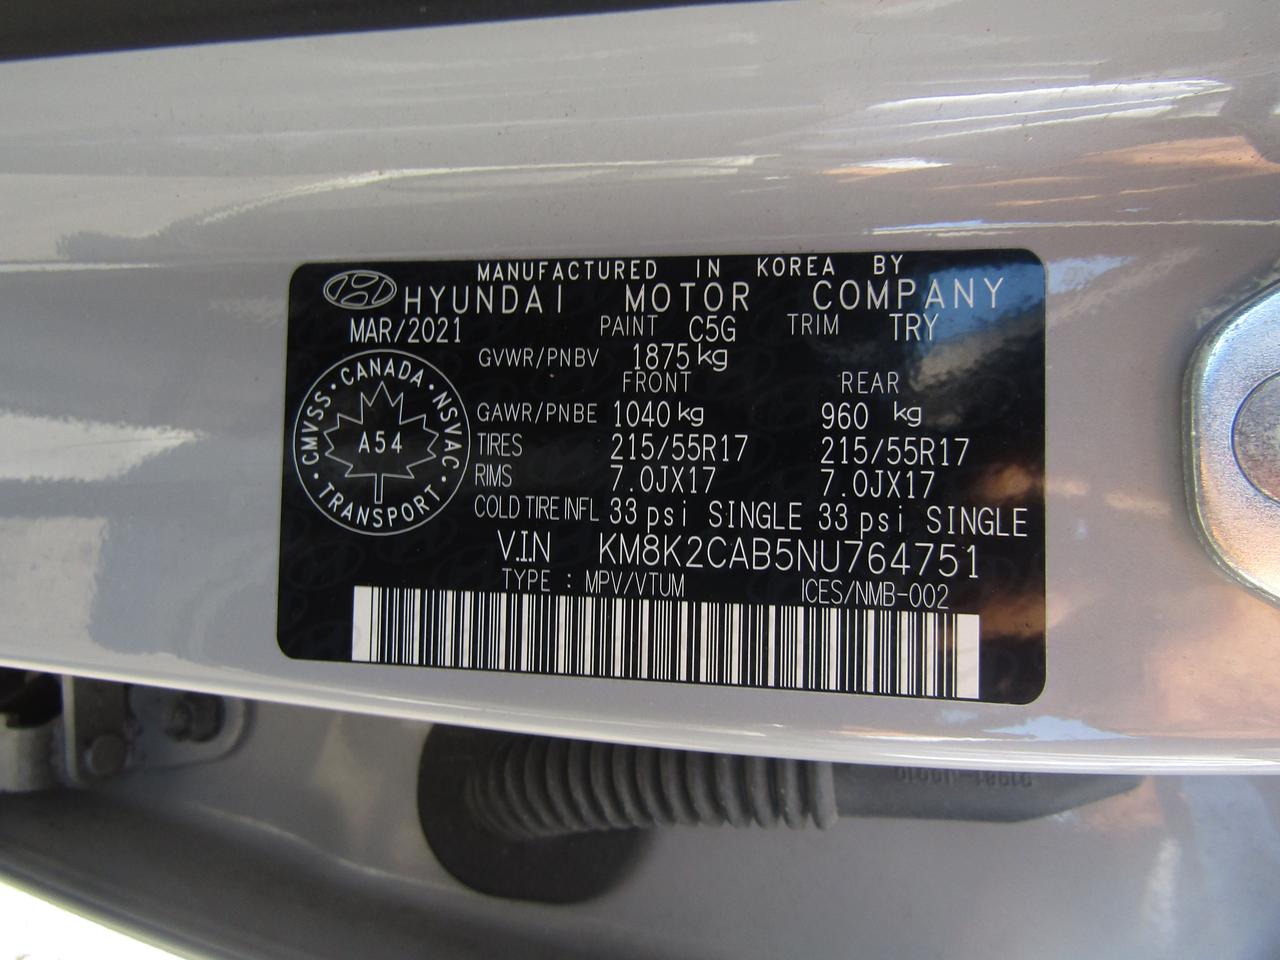 MANUFACTURED IN KOREA BY
HYUNDAI MOTOR COMPANY
MAR/2021 PAINT C5G TRIM TRY
GVWR/PNBV 1875 kg
FRONT REAR
GAWR/PNBE 1040 kg 960 kg
TIRES 215/55R17 215/55R17
RIMS 7.0JX17 7.0JX17
COLD TIRE INFL 33 psi SINGLE 33 psi SINGLE
V.I.N KM8K2CAB5NU764751
TYPE : MPV/VTUM ICES/NMB-002
CMVSS · CANADA · NSVAC · TRANSPORT ·
A54